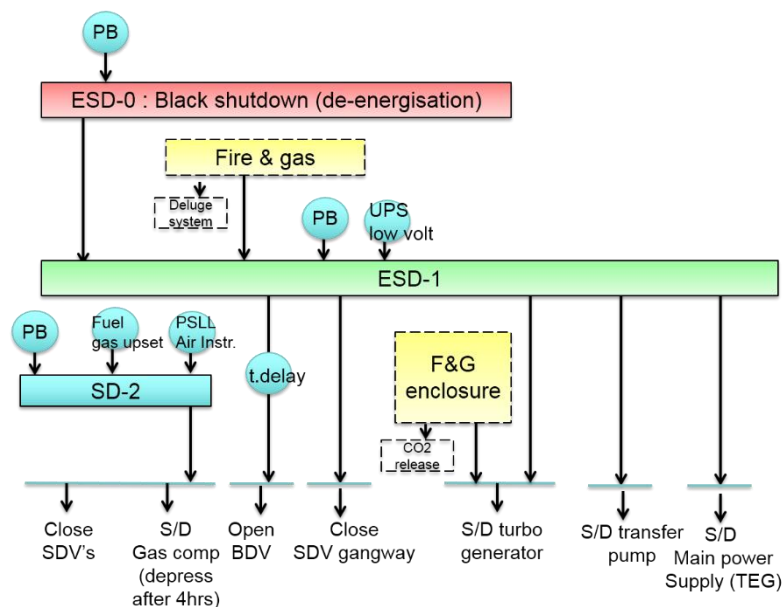 PB
ESD-0 : Black shutdown (de-energisation)
Fire & gas
Deluge
system
PB
UPS
low volt
ESD-1
PB
Fuel
gas upset
PSLL
Air Instr.
t.delay
F&G
enclosure
SD-2
CO2
release
Close
SDV's
S/D
Gas comp
(depress
after 4hrs)
Open
BDV
Close
SDV gangway
S/D turbo
generator
S/D transfer
pump
S/D
Main power
Supply (TEG)